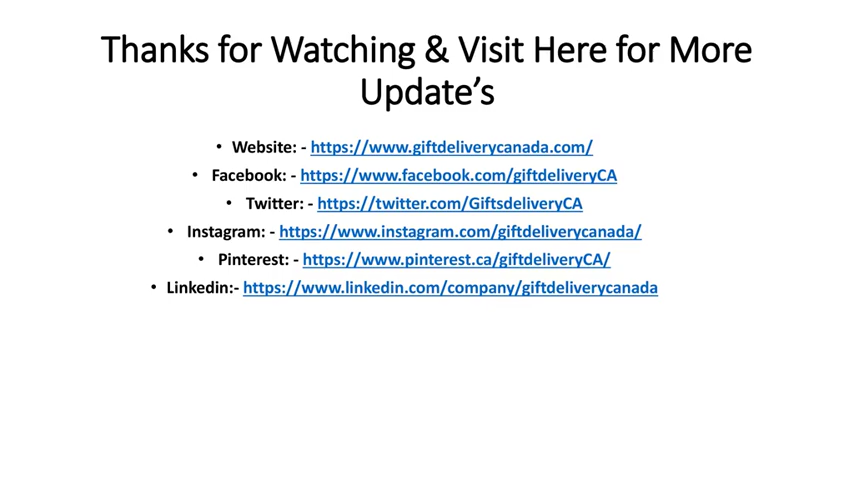 Thanks for Watching & Visit Here for More
Update’s
• Website: - https://www.giftdeliverycanada.com/
• Facebook: - https://www.facebook.com/giftdeliveryCA
• Twitter: - https://twitter.com/GiftsdeliveryCA
• Instagram: - https://www.instagram.com/giftdeliverycanada/
• Pinterest: - https://www.pinterest.ca/giftdeliveryCA/
• Linkedin:- https://www.linkedin.com/company/giftdeliverycanada